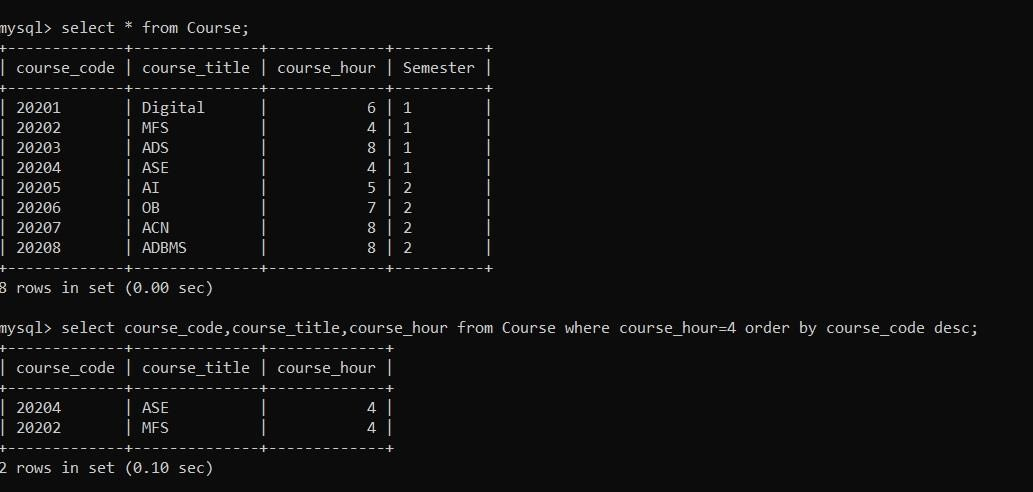 mysql> select * from Course;
+-------------+--------------+-------------+----------+
| course_code | course_title | course_hour | Semester |
+-------------+--------------+-------------+----------+
| 20201       | Digital      |           6 | 1        |
| 20202       | MFS          |           4 | 1        |
| 20203       | ADS          |           8 | 1        |
| 20204       | ASE          |           4 | 1        |
| 20205       | AI           |           5 | 2        |
| 20206       | OB           |           7 | 2        |
| 20207       | ACN          |           8 | 2        |
| 20208       | ADBMS        |           8 | 2        |
+-------------+--------------+-------------+----------+
8 rows in set (0.00 sec)
mysql> select course_code,course_title,course_hour from Course where course_hour=4 order by course_code desc;
+-------------+--------------+-------------+
| course_code | course_title | course_hour |
+-------------+--------------+-------------+
| 20204       | ASE          |           4 |
| 20202       | MFS          |           4 |
+-------------+--------------+-------------+
2 rows in set (0.10 sec)